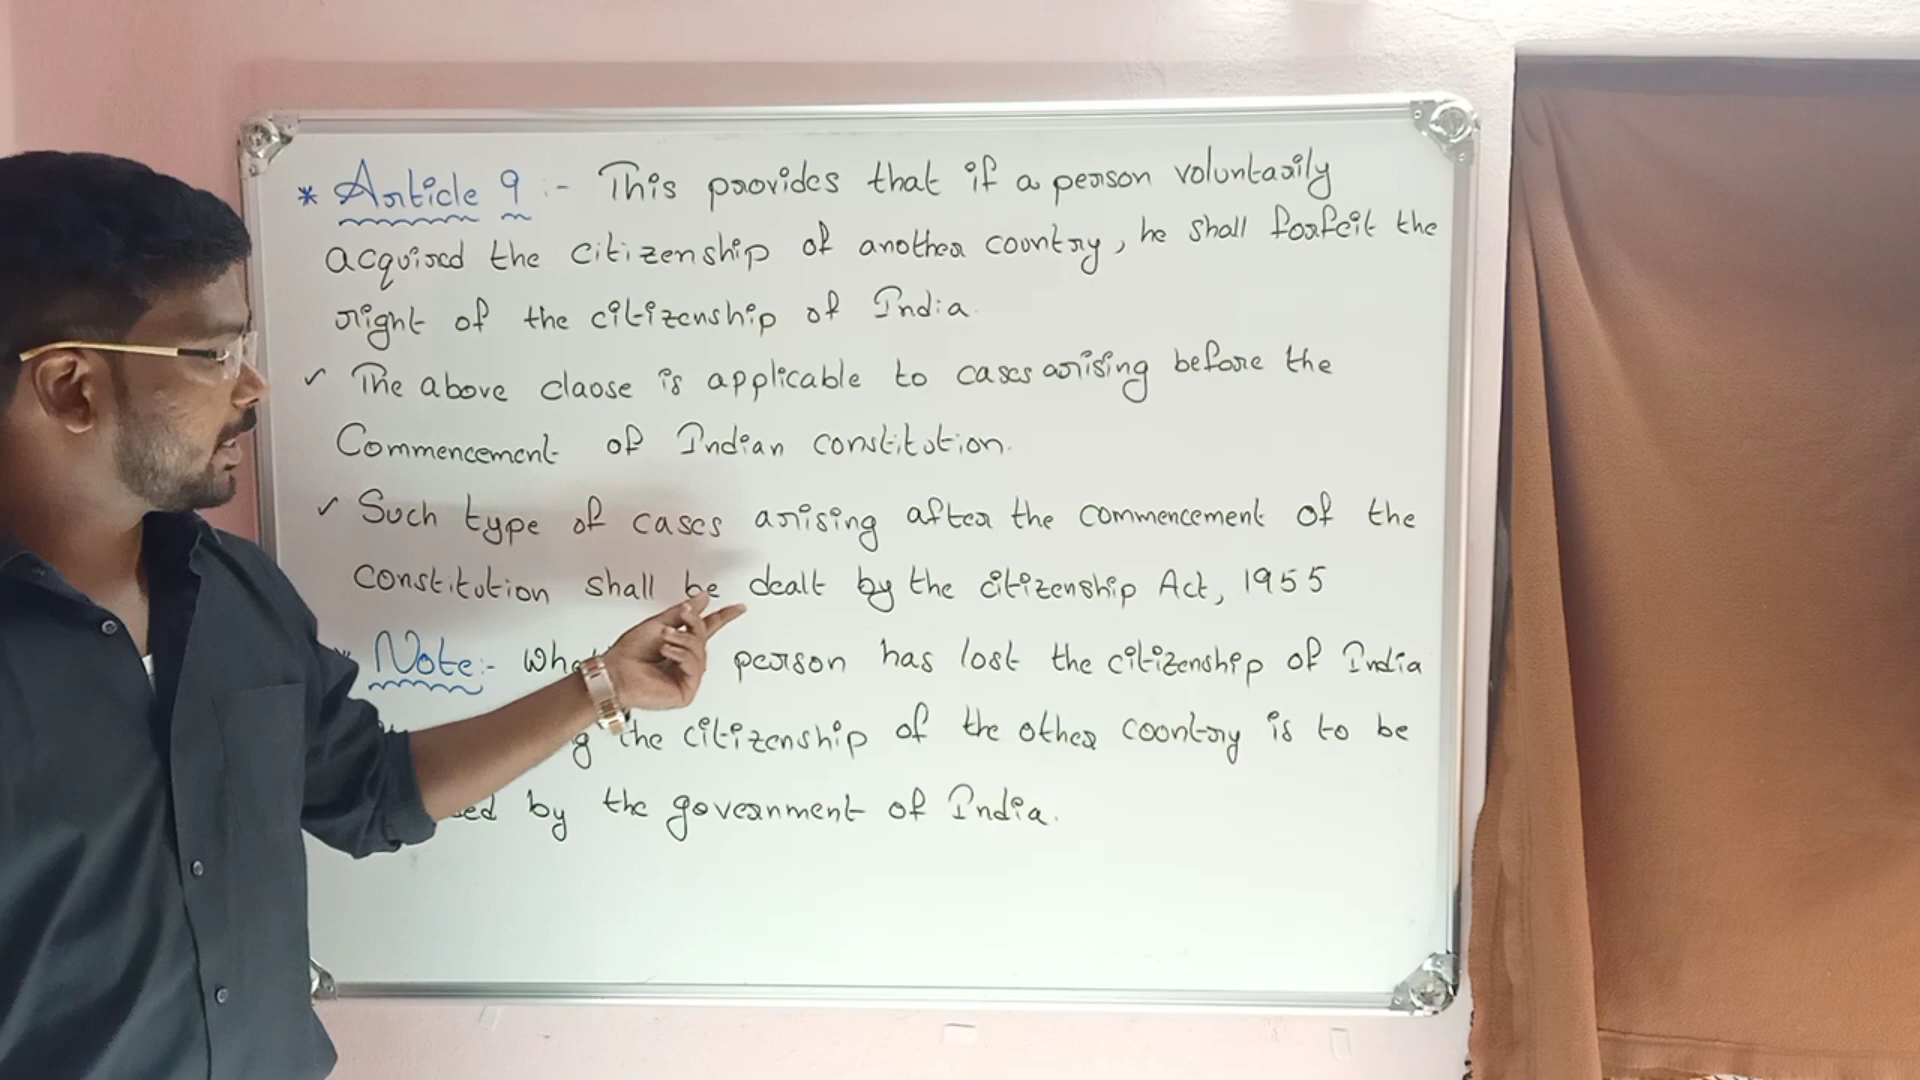 * Article 9 :- This provides that if a person voluntarily
acquired the citizenship of another country, he shall forfeit the
right of the citizenship of India.
✓ The above claose is applicable to cases arising before the
Commencement of Indian constitution.
✓ Such type of cases arising after the commencement of the
constitution shall be dealt by the citizenship Act, 1955
Note:- person has lost the citizenship of India
the citizenship of the other coontry is to be
by the government of India.